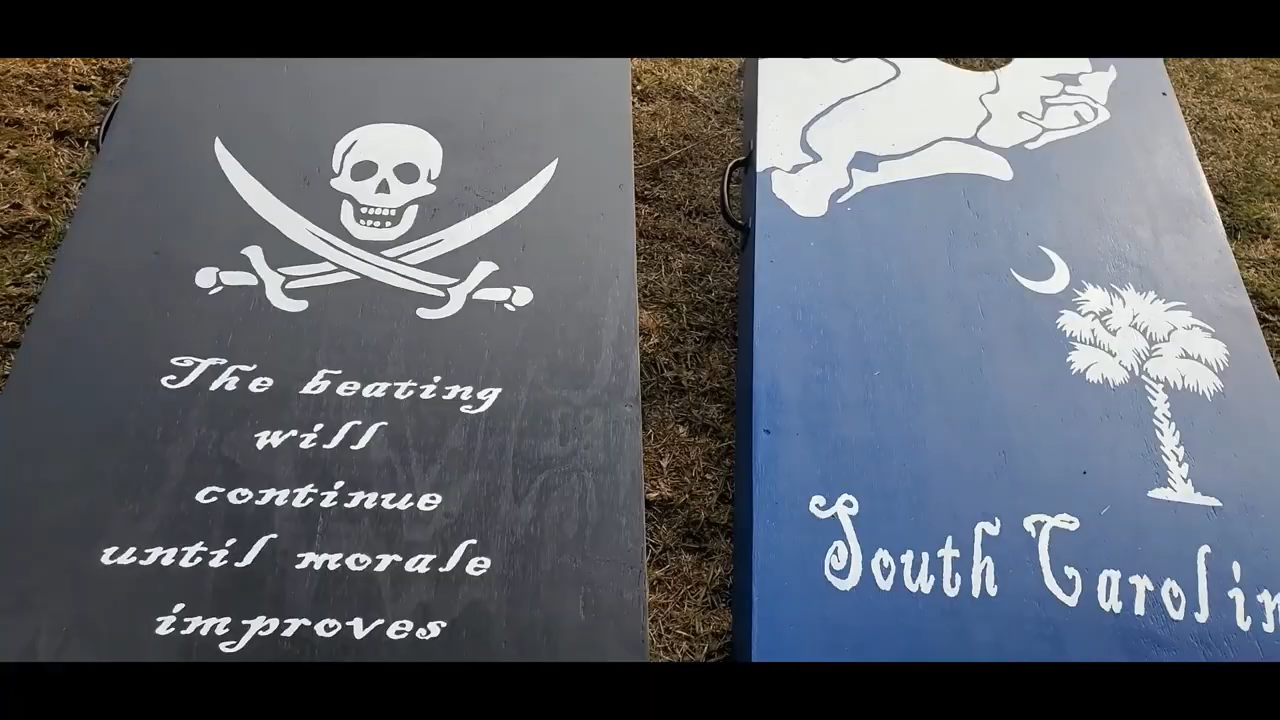 The beating
will
continue
until morale
improves
South Carolin